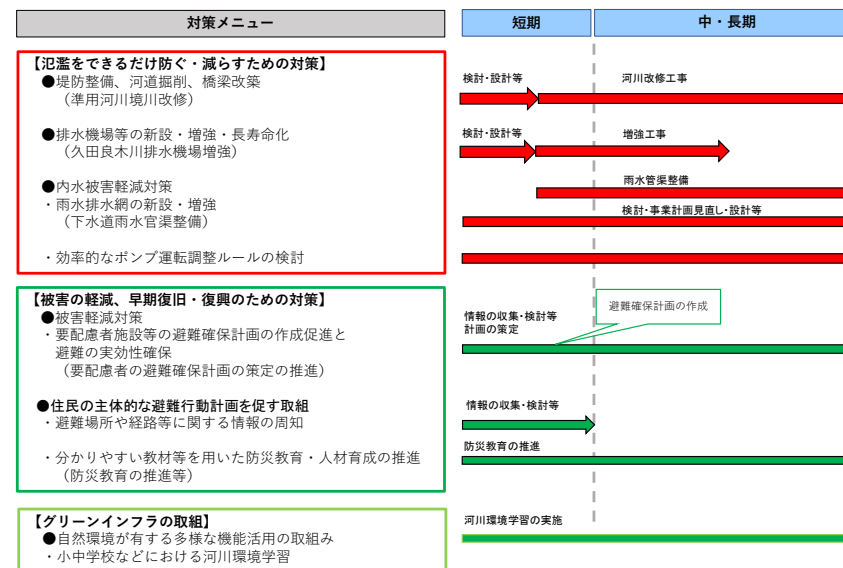 対策メニュー
短期
中・長期
【氾濫をできるだけ防ぐ・減らすための対策】
●堤防整備、河道掘削、橋梁改築
（準用河川境川改修）
検討・設計等
河川改修工事
●排水機場等の新設・増強・長寿命化
（久田良木川排水機場増強）
検討・設計等
増強工事
●内水被害軽減対策
・雨水排水網の新設・増強
（下水道雨水官渠整備）
雨水管渠整備
検討・事業計画見直し・設計等
・効率的なポンプ運転調整ルールの検討
【被害の軽減、早期復旧・復興のための対策】
●被害軽減対策
・要配慮者施設等の避難確保計画の作成促進と
避難の実効性確保
（要配慮者の避難確保計画の策定の推進）
情報の収集・検討等
計画の策定
避難確保計画の作成
●住民の主体的な避難行動計画を促す取組
・避難場所や経路等に関する情報の周知
情報の収集・検討等
・分かりやすい教材等を用いた防災教育・人材育成の推進
（防災教育の推進等）
防災教育の推進
【グリーンインフラの取組】
●自然環境が有する多様な機能活用の取組み
・小中学校などにおける河川環境学習
河川環境学習の実施